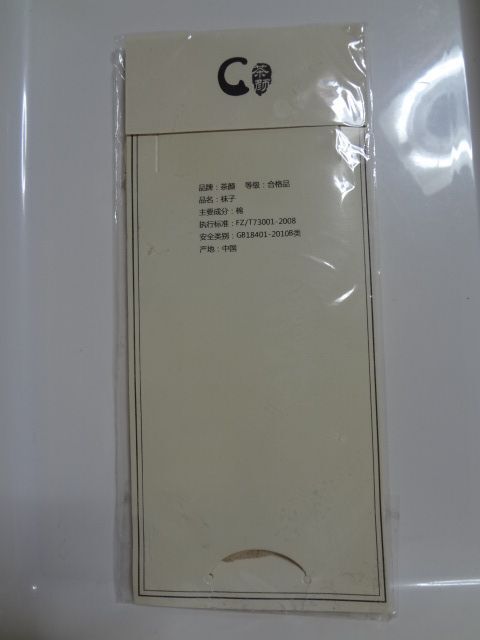 C 茶颜
品牌：茶颜 等级：合格品
品名：袜子
主要成分：棉
执行标准：FZ/T73001-2008
安全类别：GB18401-2010B类
产地：中国